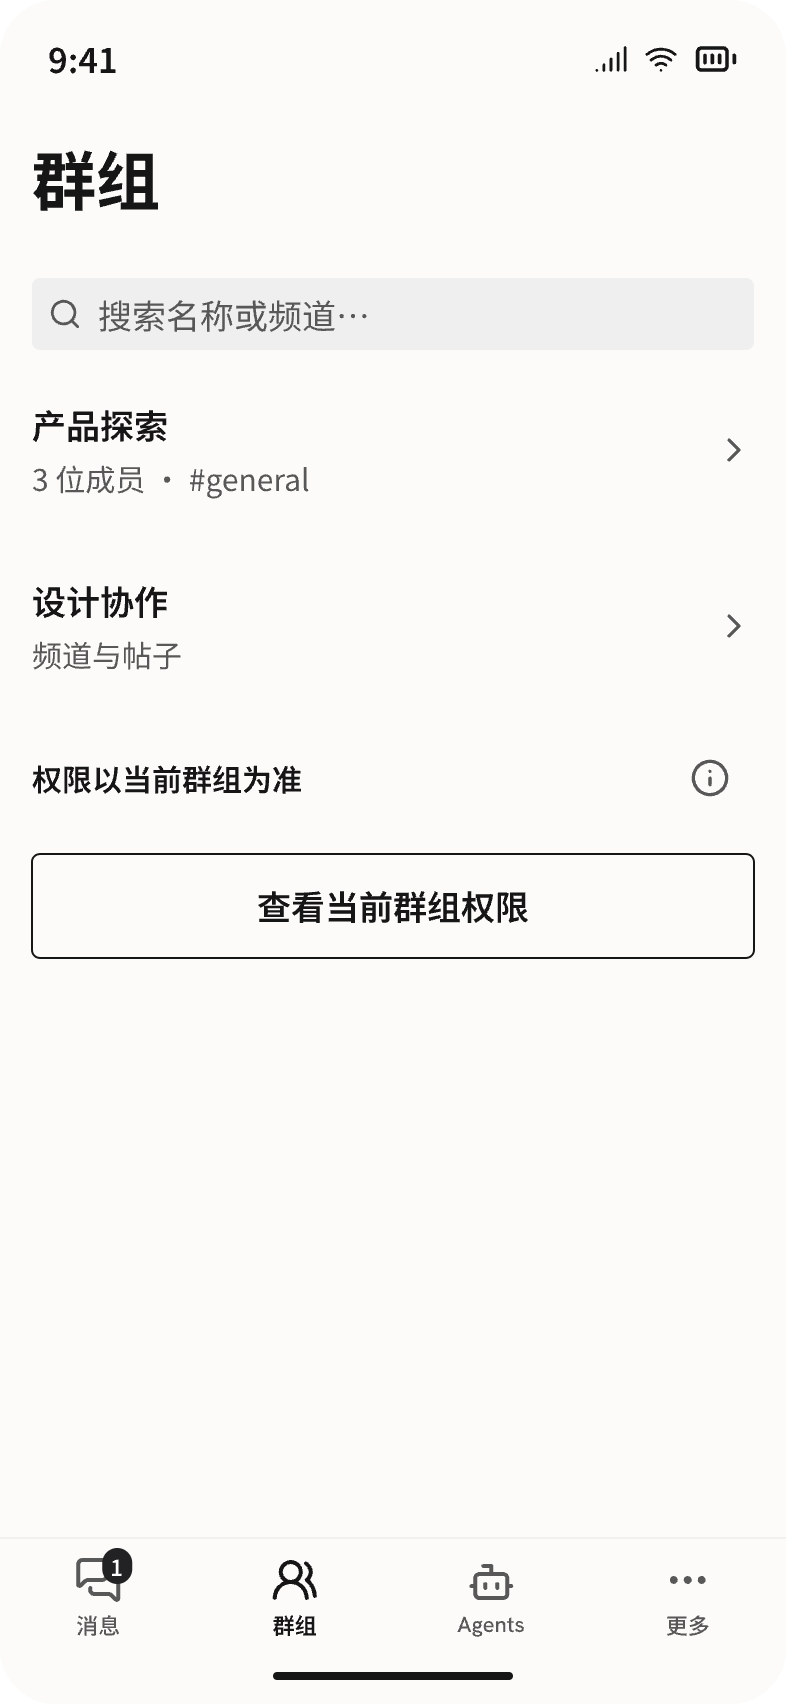 9:41
群组
搜索名称或频道…
产品探索
3 位成员 · #general
设计协作
频道与帖子
权限以当前群组为准
查看当前群组权限
1
消息
群组
Agents
更多